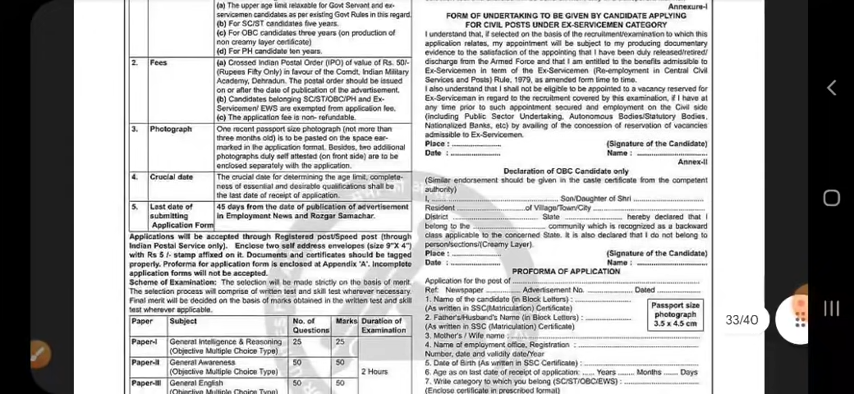 (a) The upper age limit relaxable for Govt Servant and ex-
servicemen candidates as per existing Govt Rules in this regard.
(b) For SC/ST candidates five years.
(c) For OBC candidates three years (on production of
non creamy layer certificate)
(d) For PH candidate ten years.
2. Fees
(a) Crossed Indian Postal Order (IPO) of value of Rs. 50/-
(Rupees Fifty Only) in favour of the Comdt, Indian Military
Academy, Dehradun. The postal order should be issued
on or after the date of publication of the advertisement.
(b) Candidates belonging SC/ST/OBC/PH and Ex-
Servicemen/ EWS are exempted from application fee.
(c) The application fee is non- refundable.
3. Photograph
One recent passport size photograph (not more than
three months old) is to be pasted on the space ear-
marked in the application format. Besides, two additional
photographs duly self attested (on front side) are to be
enclosed separately with the application.
4. Crucial date
The crucial date for determining the age limit, complete-
ness of essential and desirable qualifications shall be
the last date of receipt of application.
5. Last date of
submitting
Application Form
45 days from the date of publication of advertisement
in Employment News and Rozgar Samachar.
Applications will be accepted through Registered post/Speed post (through
Indian Postal Service only). Enclose two self address envelopes (size 9"X 4")
with Rs 5 /- stamp affixed on it. Documents and certificates should be tagged
properly. Proforma for application form is enclosed at Appendix 'A'. Incomplete
application forms will not be accepted.
Scheme of Examination: The selection will be made strictly on the basis of merit.
The selection process will comprise of written test and skill test wherever necessary.
Final merit will be decided on the basis of marks obtained in the written test and skill
test wherever applicable.
Paper Subject No. of Questions Marks Duration of Examination
Paper-I General Intelligence & Reasoning (Objective Multiple Choice Type) 25 25
Paper-II General Awareness (Objective Multiple Choice Type) 50 50 2 Hours
Paper-III General English (Objective Multiple Choice Type) 50 50
Annexure-I
FORM OF UNDERTAKING TO BE GIVEN BY CANDIDATE APPLYING
FOR CIVIL POSTS UNDER EX-SERVICEMEN CATEGORY
I understand that, if selected on the basis of the recruitment/examination to which this
application relates, my appointment will be subject to my producing documentary
evidence to the satisfaction of the appointing that I have been duly released/retired/
discharge from the Armed Force and that I am entitled to the benefits admissible to
Ex-Servicemen in term of the Ex-Servicemen (Re-employment in Central Civil
Services and Posts) Rule, 1979, as amended form time to time.
I also understand that I shall not be eligible to be appointed to a vacancy reserved for
Ex-Serviceman in regard to the recruitment covered by this examination, if I have at
any time prior to such appointment secured and employment on the Civil side
(including Public Sector Undertaking, Autonomous Bodies/Statutory Bodies,
Nationalized Banks, etc) by availing of the concession of reservation of vacancies
admissible to Ex-Servicemen.
Place : .................... (Signature of the Candidate)
Date : .................... Name : ....................
Annex-II
Declaration of OBC Candidate only
(Similar endorsement should be given in the caste certificate from the competent
authority)
I, .................... Son/Daughter of Shri ....................
Resident ....................of Village/Town/City ....................
District .................... State .................... hereby declared that I
belong to the .................... community which is recognized as a backward
class applicable to the concerned State. It is also declared that I do not belong to
person/sections/(Creamy Layer).
Place : .................... (Signature of the Candidate)
Date : .................... Name : ....................
PROFORMA OF APPLICATION
Application for the post of ....................
Ref: Newspaper .................... Advertisement No. .................... Dated ....................
1. Name of the candidate (in Block Letters) : ....................
(As written in SSC(Matriculation) Certificate)
2. Father's/Husband's Name (in Block Letters) : ....................
(As written in SSC (Matriculation) Certificate)
3. Mother's / Wife name : ....................
4. Name of employment office, Registration : ....................
Number, date and validity date/Year
5. Date of Birth (As written in SSC Certificate) : ....................
6. Age as on last date of receipt of application: ..... Years ...... Months ..... Days
7. Write category to which you belong (SC/ST/OBC/EWS) : ....................
(Enclose certificate in prescribed format)
Passport size
photograph
3.5 x 4.5 cm
33/40